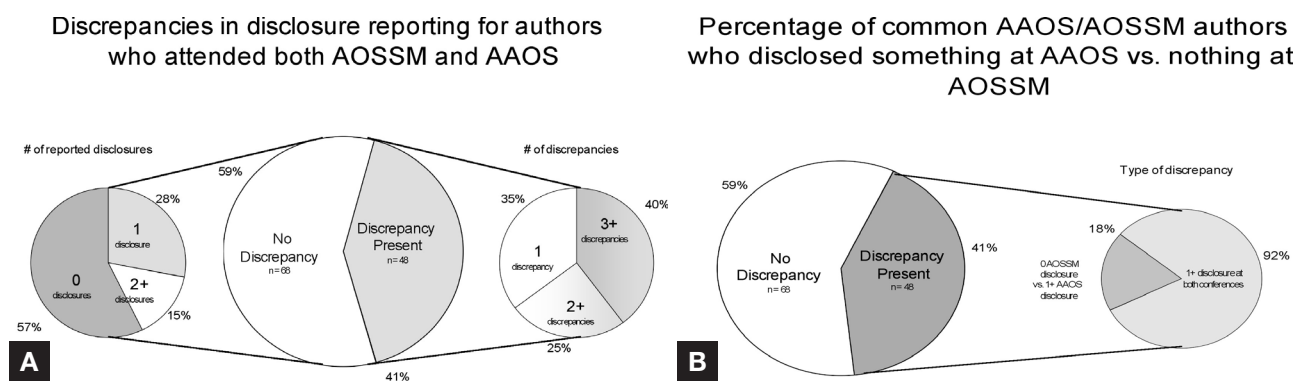 Discrepancies in disclosure reporting for authors
who attended both AOSSM and AAOS
# of reported disclosures
59%
# of discrepancies
28%
1
disclosure
0
disclosures
2+
disclosures
15%
57%
No
Discrepancy
n=68
Discrepancy
Present
n=48
41%
35%
40%
3+
discrepancies
1
discrepancy
2+
discrepancies
25%
A
Percentage of common AAOS/AOSSM authors
who disclosed something at AAOS vs. nothing at
AOSSM
Type of discrepancy
59%
No
Discrepancy
n=68
Discrepancy
Present
n=48
41%
18%
92%
0AOSSM
disclosure
vs. 1+ AAOS
disclosure
1+ disclosure at
both conferences
B